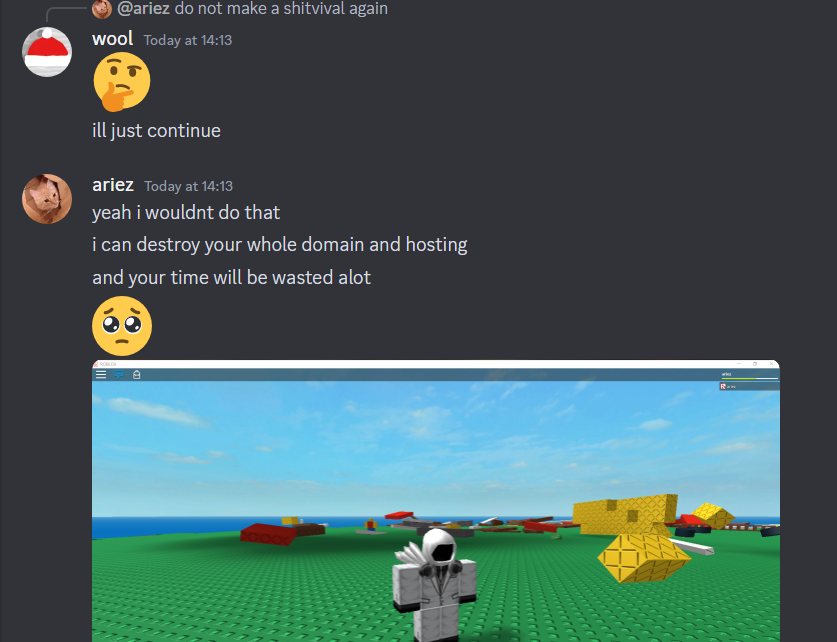 @ariez do not make a shitvival again
wool Today at 14:13
ill just continue
ariez Today at 14:13
yeah i wouldnt do that
i can destroy your whole domain and hosting
and your time will be wasted alot
ROBLOX
ariez
ariez